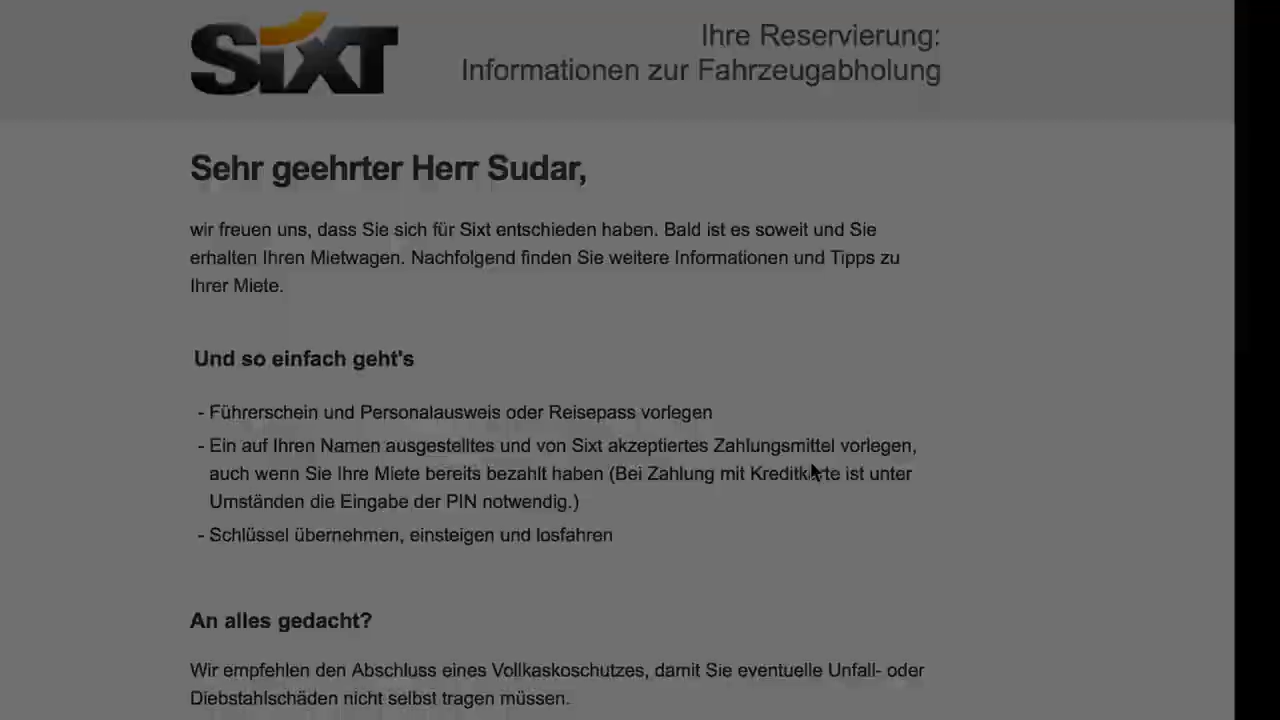 SIXT
Ihre Reservierung:
Informationen zur Fahrzeugabholung
Sehr geehrter Herr Sudar,
wir freuen uns, dass Sie sich für Sixt entschieden haben. Bald ist es soweit und Sie
erhalten Ihren Mietwagen. Nachfolgend finden Sie weitere Informationen und Tipps zu
Ihrer Miete.
Und so einfach geht's
- Führerschein und Personalausweis oder Reisepass vorlegen
- Ein auf Ihren Namen ausgestelltes und von Sixt akzeptiertes Zahlungsmittel vorlegen,
auch wenn Sie Ihre Miete bereits bezahlt haben (Bei Zahlung mit Kreditkarte ist unter
Umständen die Eingabe der PIN notwendig.)
- Schlüssel übernehmen, einsteigen und losfahren
An alles gedacht?
Wir empfehlen den Abschluss eines Vollkaskoschutzes, damit Sie eventuelle Unfall- oder
Diebstahlschäden nicht selbst tragen müssen.